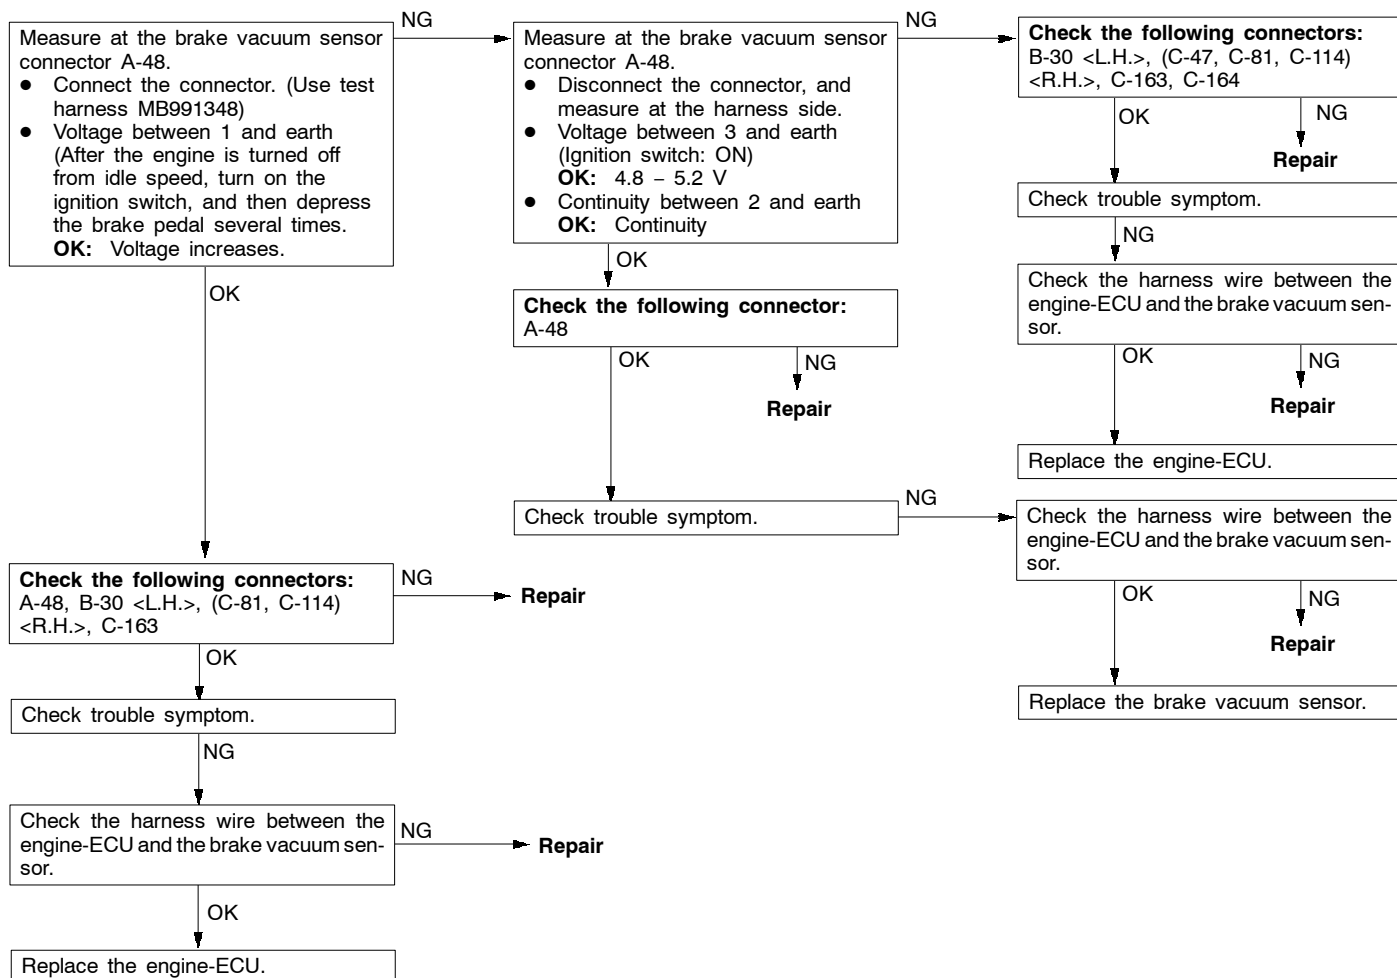 Measure at the brake vacuum sensor
connector A-48.
● Connect the connector. (Use test
harness MB991348)
● Voltage between 1 and earth
(After the engine is turned off
from idle speed, turn on the
ignition switch, and then depress
the brake pedal several times.
OK: Voltage increases.
NG
OK
Measure at the brake vacuum sensor
connector A-48.
● Disconnect the connector, and
measure at the harness side.
● Voltage between 3 and earth
(Ignition switch: ON)
OK: 4.8 – 5.2 V
● Continuity between 2 and earth
OK: Continuity
NG
OK
Check the following connectors:
B-30 <L.H.>, (C-47, C-81, C-114)
<R.H.>, C-163, C-164
OK
NG
Repair
Check trouble symptom.
NG
Check the harness wire between the
engine-ECU and the brake vacuum sen-
sor.
OK
NG
Repair
Replace the engine-ECU.
Check the following connector:
A-48
OK
NG
Repair
Check trouble symptom.
NG
Check the harness wire between the
engine-ECU and the brake vacuum sen-
sor.
OK
NG
Repair
Replace the brake vacuum sensor.
Check the following connectors:
A-48, B-30 <L.H.>, (C-81, C-114)
<R.H.>, C-163
NG
Repair
OK
Check trouble symptom.
NG
Check the harness wire between the
engine-ECU and the brake vacuum sen-
sor.
NG
Repair
OK
Replace the engine-ECU.